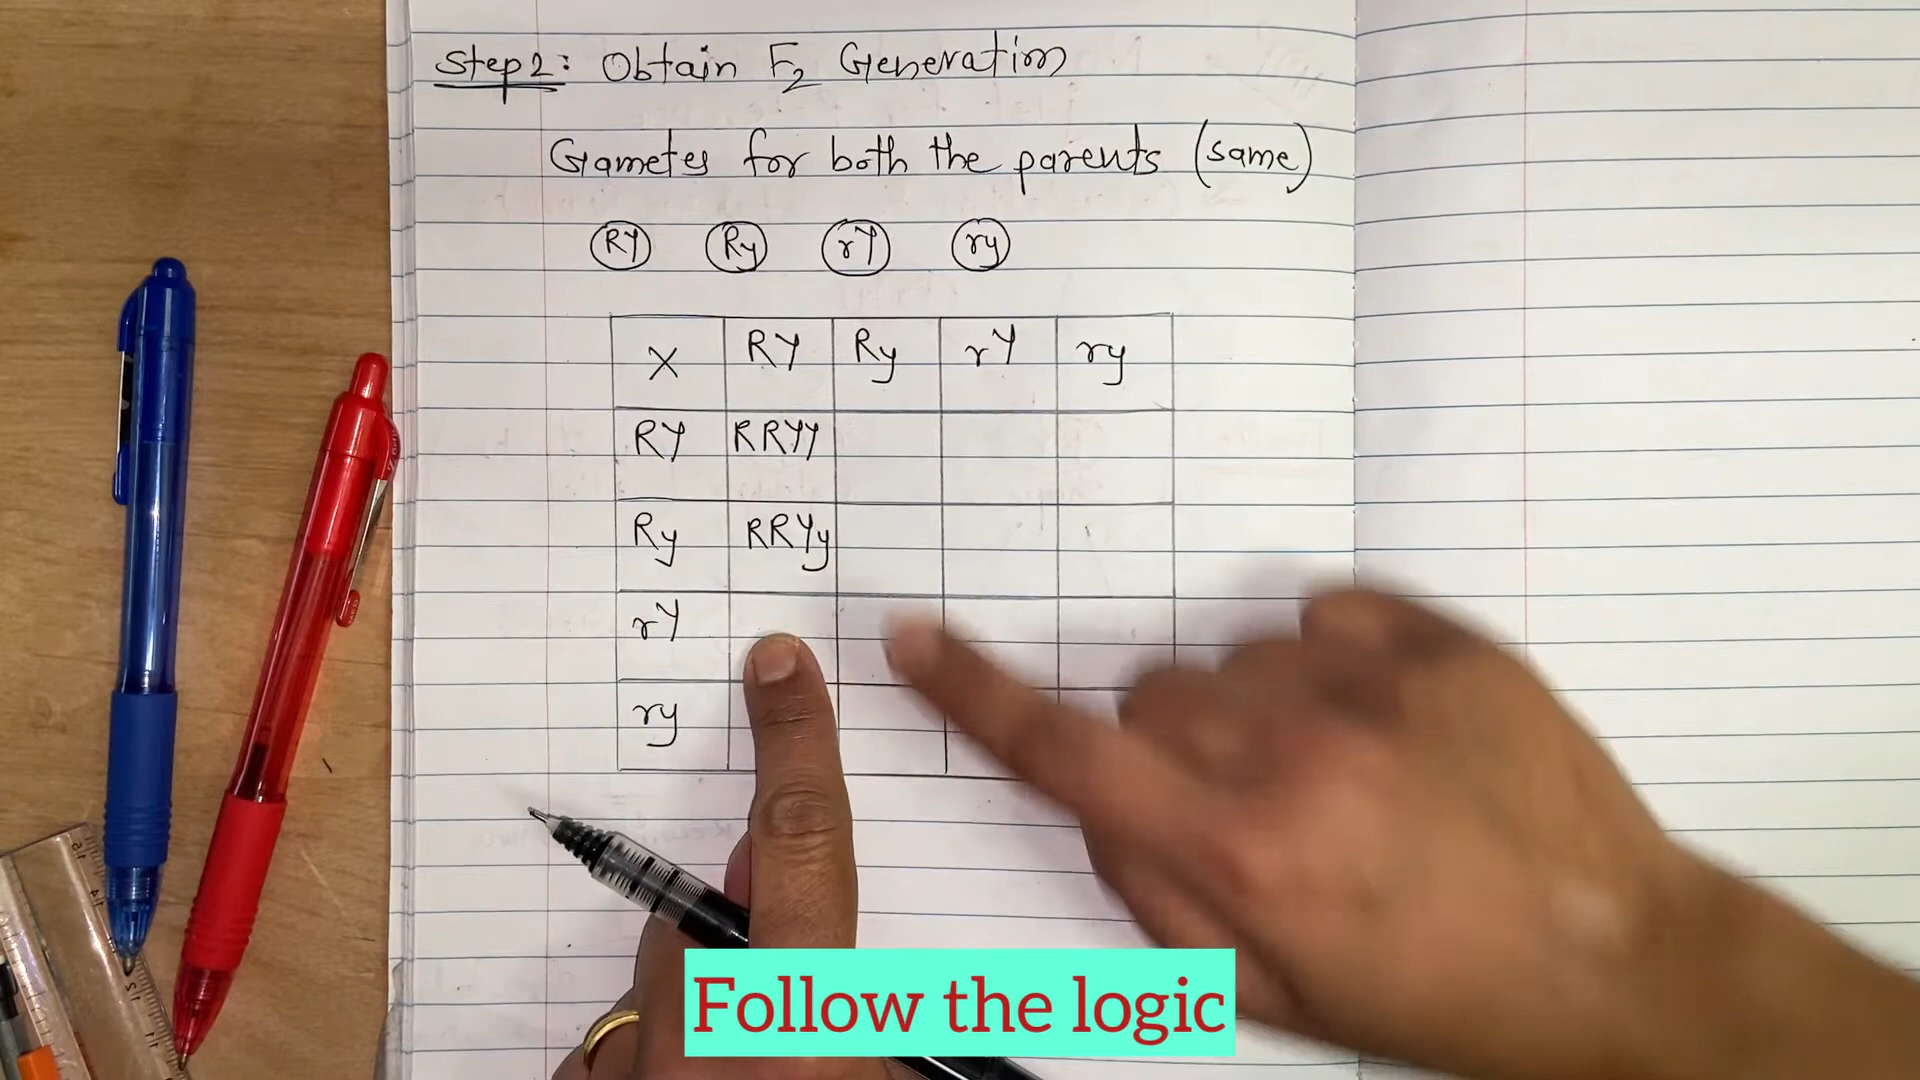 Step 2: Obtain F₂ Generation
Gametes for both the parents (same)
RY Ry rY ry
X RY Ry rY ry
RY RRYY
Ry RRYy
rY
ry
Follow the logic